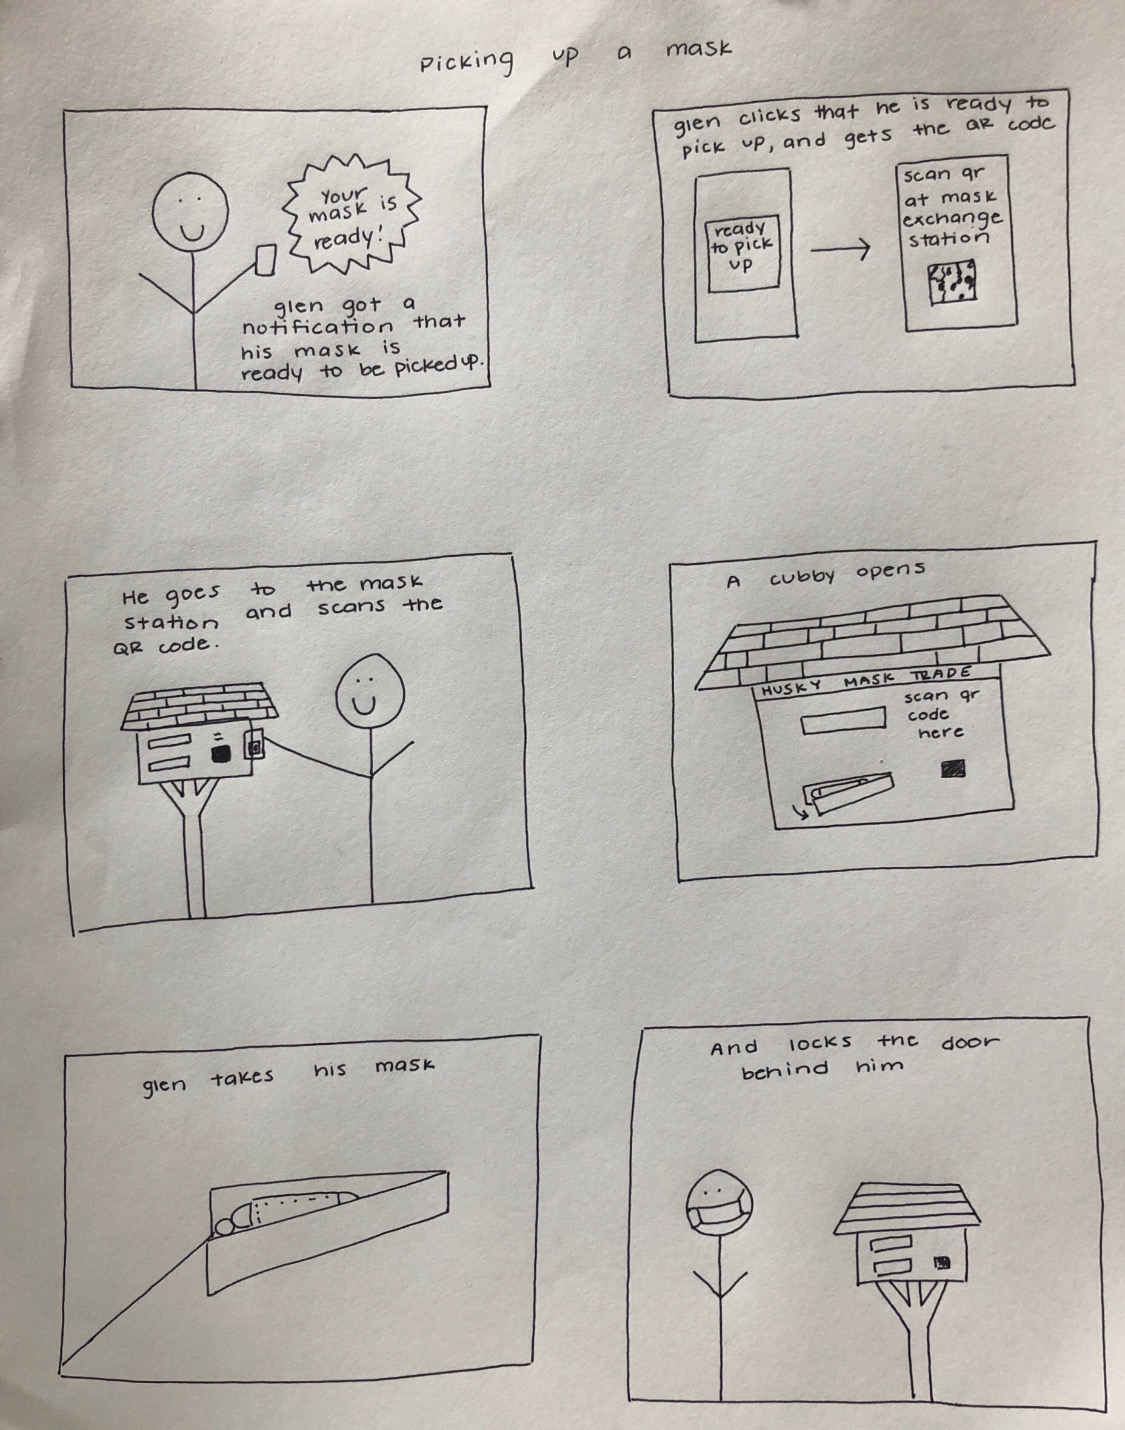 Picking up a mask
Your
mask is
ready!
glen got a
notification that
his mask is
ready to be picked up.
glen clicks that he is ready to
pick up, and gets the QR code
ready
to pick
up
scan qr
at mask
exchange
station
He goes to the mask
station and scans the
QR code.
A cubby opens
HUSKY MASK TRADE
scan qr
code
here
glen takes his mask
And locks the door
behind him